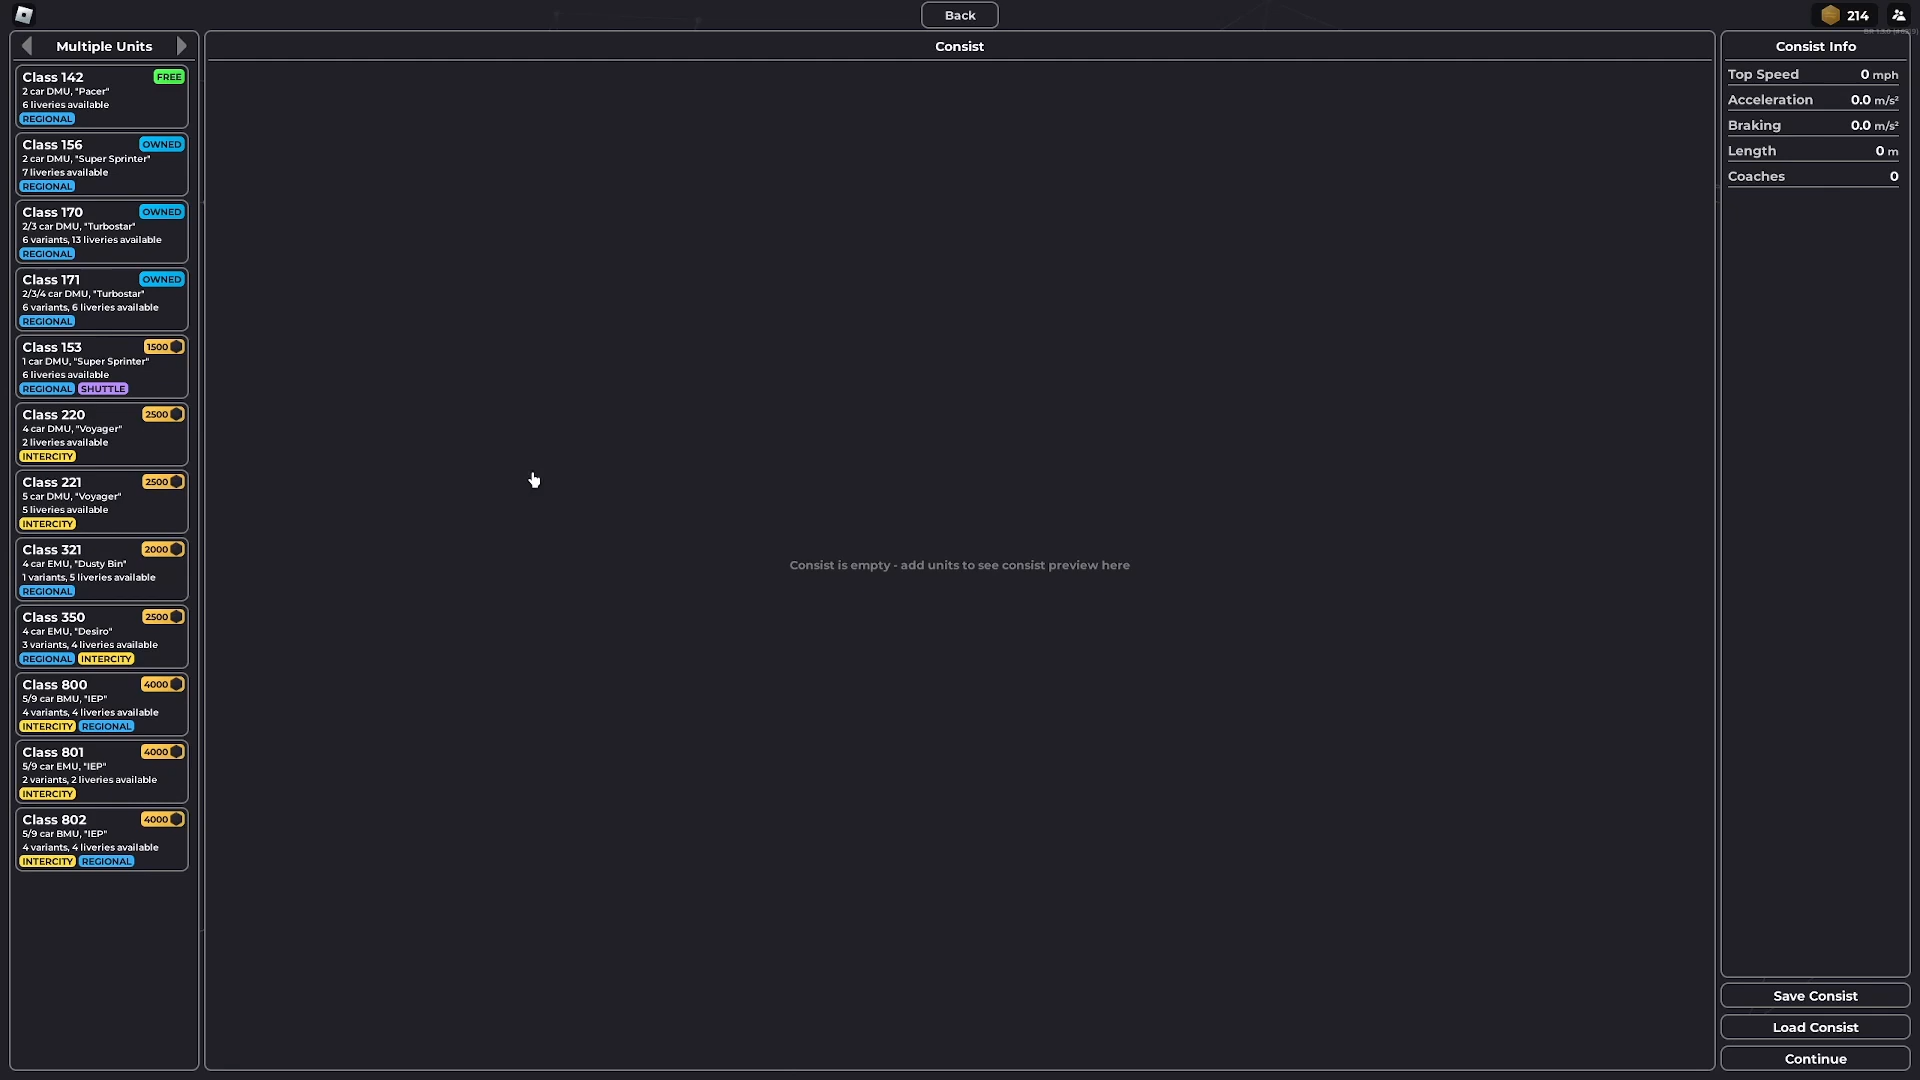 Back
214
Multiple Units
Class 142
FREE
2 car DMU, "Pacer"
6 liveries available
REGIONAL
Class 156
OWNED
2 car DMU, "Super Sprinter"
7 liveries available
REGIONAL
Class 170
OWNED
2/3 car DMU, "Turbostar"
6 variants, 13 liveries available
REGIONAL
Class 171
OWNED
2/3/4 car DMU, "Turbostar"
6 variants, 6 liveries available
REGIONAL
Class 153
1500
1 car DMU, "Super Sprinter"
6 liveries available
REGIONAL SHUTTLE
Class 220
2500
4 car DMU, "Voyager"
2 liveries available
INTERCITY
Class 221
2500
5 car DMU, "Voyager"
5 liveries available
INTERCITY
Class 321
2000
4 car EMU, "Dusty Bin"
1 variants, 5 liveries available
REGIONAL
Class 350
2500
4 car EMU, "Desiro"
3 variants, 4 liveries available
REGIONAL INTERCITY
Class 800
4000
5/9 car BMU, "IEP"
4 variants, 4 liveries available
INTERCITY REGIONAL
Class 801
4000
5/9 car EMU, "IEP"
2 variants, 2 liveries available
INTERCITY
Class 802
4000
5/9 car BMU, "IEP"
4 variants, 4 liveries available
INTERCITY REGIONAL
Consist
Consist is empty - add units to see consist preview here
Consist Info
Top Speed 0 mph
Acceleration 0.0 m/s²
Braking 0.0 m/s²
Length 0 m
Coaches 0
Save Consist
Load Consist
Continue